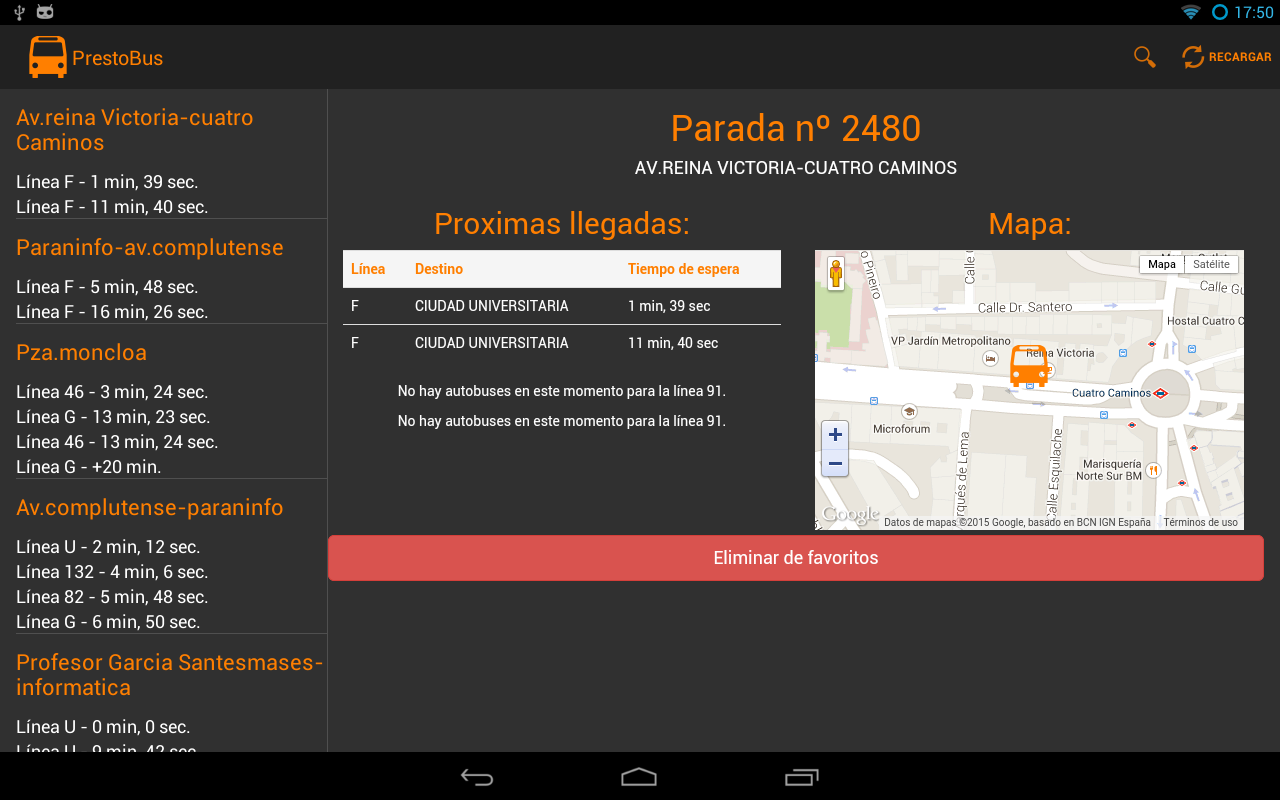 17:50
PrestoBus
RECARGAR
Av.reina Victoria-cuatro
Caminos
Línea F - 1 min, 39 sec.
Línea F - 11 min, 40 sec.
Paraninfo-av.complutense
Línea F - 5 min, 48 sec.
Línea F - 16 min, 26 sec.
Pza.moncloa
Línea 46 - 3 min, 24 sec.
Línea G - 13 min, 23 sec.
Línea 46 - 13 min, 24 sec.
Línea G - +20 min.
Av.complutense-paraninfo
Línea U - 2 min, 12 sec.
Línea 132 - 4 min, 6 sec.
Línea 82 - 5 min, 48 sec.
Línea G - 6 min, 50 sec.
Profesor Garcia Santesmases-
informatica
Línea U - 0 min, 0 sec.
Línea U - 9 min, 42 sec.
Parada nº 2480
AV.REINA VICTORIA-CUATRO CAMINOS
Proximas llegadas:
Línea Destino Tiempo de espera
F CIUDAD UNIVERSITARIA 1 min, 39 sec
F CIUDAD UNIVERSITARIA 11 min, 40 sec
No hay autobuses en este momento para la línea 91.
No hay autobuses en este momento para la línea 91.
Mapa:
Mapa Satélite
o Pineiro
Calle
Calle Gu
Calle Dr. Santero
Hostal Cuatro C
VP Jardín Metropolitano
Reina Victoria
Cuatro Caminos
Microforum
rqués de Lema
Calle Esquilache
Marisquería
Norte Sur BM
+
−
Google
Datos de mapas ©2015 Google, basado en BCN IGN España Términos de uso
Eliminar de favoritos